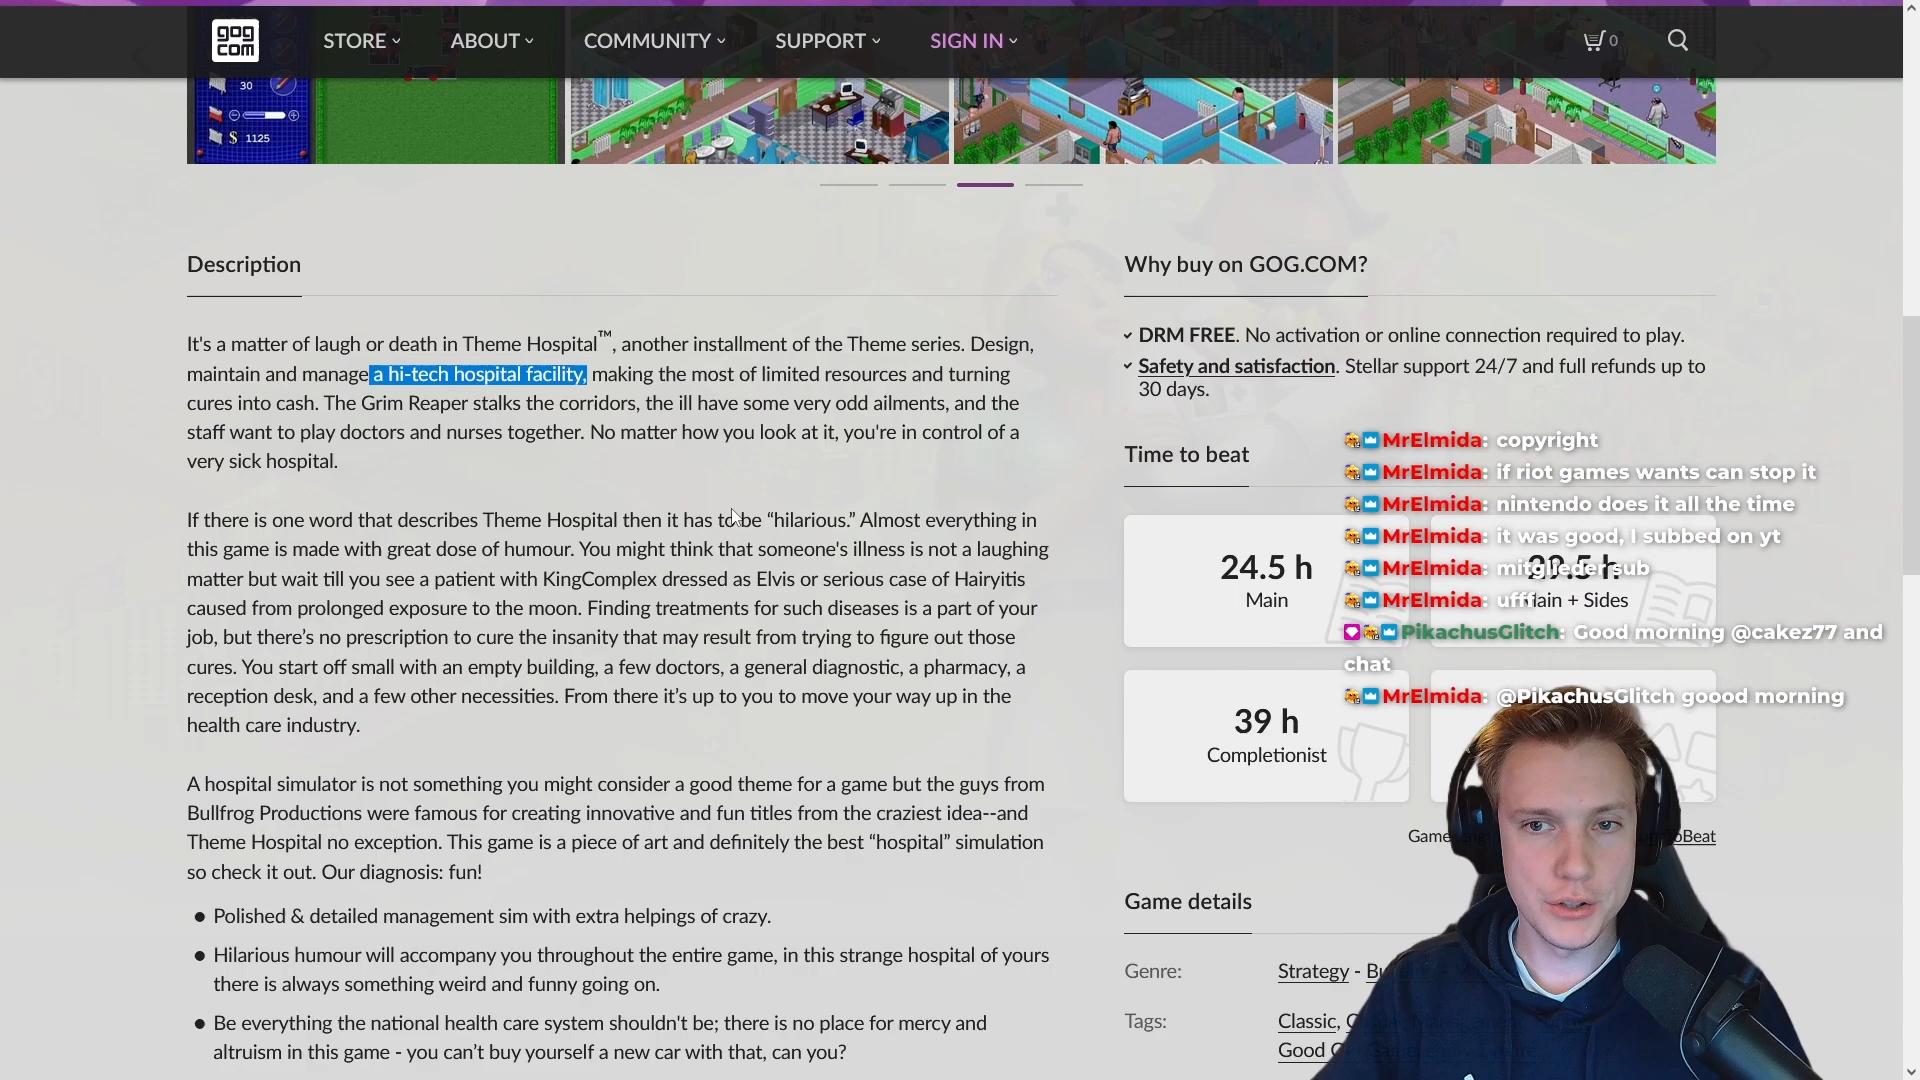 gog
com
STORE
ABOUT
COMMUNITY
SUPPORT
SIGN IN
0
30
$ 1125
Description
It's a matter of laugh or death in Theme Hospital™, another installment of the Theme series. Design,
maintain and manage a hi-tech hospital facility, making the most of limited resources and turning
cures into cash. The Grim Reaper stalks the corridors, the ill have some very odd ailments, and the
staff want to play doctors and nurses together. No matter how you look at it, you're in control of a
very sick hospital.
If there is one word that describes Theme Hospital then it has to be “hilarious.” Almost everything in
this game is made with great dose of humour. You might think that someone's illness is not a laughing
matter but wait till you see a patient with KingComplex dressed as Elvis or serious case of Hairyitis
caused from prolonged exposure to the moon. Finding treatments for such diseases is a part of your
job, but there’s no prescription to cure the insanity that may result from trying to figure out those
cures. You start off small with an empty building, a few doctors, a general diagnostic, a pharmacy, a
reception desk, and a few other necessities. From there it’s up to you to move your way up in the
health care industry.
A hospital simulator is not something you might consider a good theme for a game but the guys from
Bullfrog Productions were famous for creating innovative and fun titles from the craziest idea--and
Theme Hospital no exception. This game is a piece of art and definitely the best “hospital” simulation
so check it out. Our diagnosis: fun!
● Polished & detailed management sim with extra helpings of crazy.
● Hilarious humour will accompany you throughout the entire game, in this strange hospital of yours
there is always something weird and funny going on.
● Be everything the national health care system shouldn't be; there is no place for mercy and
altruism in this game - you can’t buy yourself a new car with that, can you?
Why buy on GOG.COM?
DRM FREE. No activation or online connection required to play.
Safety and satisfaction. Stellar support 24/7 and full refunds up to
30 days.
Time to beat
24.5 h
Main
Main + Sides
39 h
Completionist
MrElmida: copyright
MrElmida: if riot games wants can stop it
MrElmida: nintendo does it all the time
MrElmida: it was good, I subbed on yt
MrElmida: mitglieder sub
MrElmida: ufff
PikachusGlitch: Good morning @cakez77 and
chat
MrElmida: @PikachusGlitch goood morning
Game
oBeat
Game details
Genre:
Strategy -
Tags:
Classic,
Good